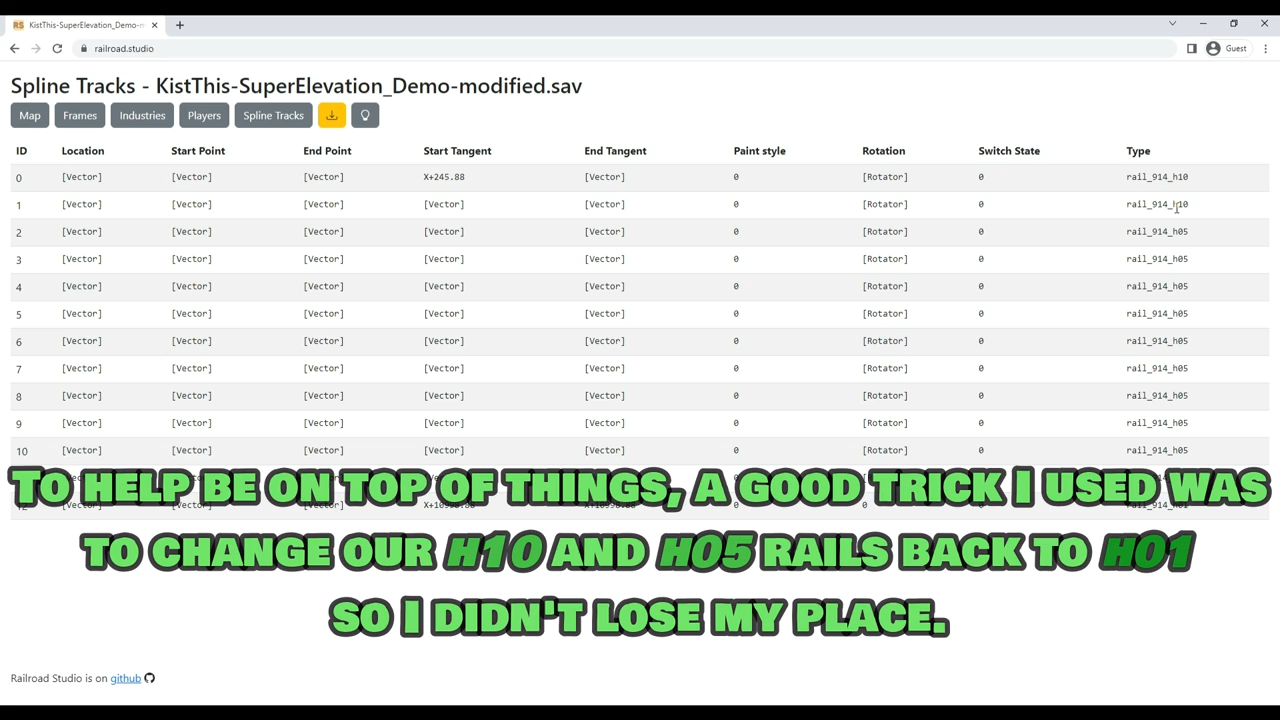 KistThis-SuperElevation_Demo-m
railroad.studio
Guest
Spline Tracks - KistThis-SuperElevation_Demo-modified.sav
Map Frames Industries Players Spline Tracks
ID Location Start Point End Point Start Tangent End Tangent Paint style Rotation Switch State Type
0 [Vector] [Vector] [Vector] X+245.88 [Vector] 0 [Rotator] 0 rail_914_h10
1 [Vector] [Vector] [Vector] [Vector] [Vector] 0 [Rotator] 0 rail_914_h10
2 [Vector] [Vector] [Vector] [Vector] [Vector] 0 [Rotator] 0 rail_914_h05
3 [Vector] [Vector] [Vector] [Vector] [Vector] 0 [Rotator] 0 rail_914_h05
4 [Vector] [Vector] [Vector] [Vector] [Vector] 0 [Rotator] 0 rail_914_h05
5 [Vector] [Vector] [Vector] [Vector] [Vector] 0 [Rotator] 0 rail_914_h05
6 [Vector] [Vector] [Vector] [Vector] [Vector] 0 [Rotator] 0 rail_914_h05
7 [Vector] [Vector] [Vector] [Vector] [Vector] 0 [Rotator] 0 rail_914_h05
8 [Vector] [Vector] [Vector] [Vector] [Vector] 0 [Rotator] 0 rail_914_h05
9 [Vector] [Vector] [Vector] [Vector] [Vector] 0 [Rotator] 0 rail_914_h05
10 [Vector] [Vector] [Vector] [Vector] [Vector] 0 [Rotator] 0 rail_914_h05
To help be on top of things, a good trick I used was
to change our H10 and H05 rails back to H01
so I didn't lose my place.
Railroad Studio is on github